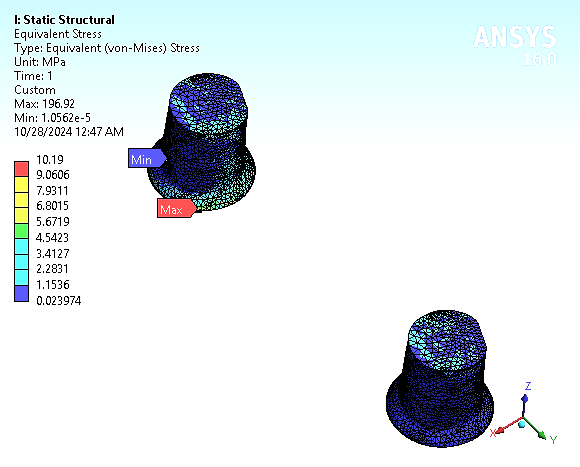 I: Static Structural
Equivalent Stress
Type: Equivalent (von-Mises) Stress
Unit: MPa
Time: 1
Custom
Max: 196.92
Min: 1.0562e-5
10/28/2024 12:47 AM
ANSYS
16.0
Min
Max
10.19
9.0606
7.9311
6.8015
5.6719
4.5423
3.4127
2.2831
1.1536
0.023974
Z
X
Y